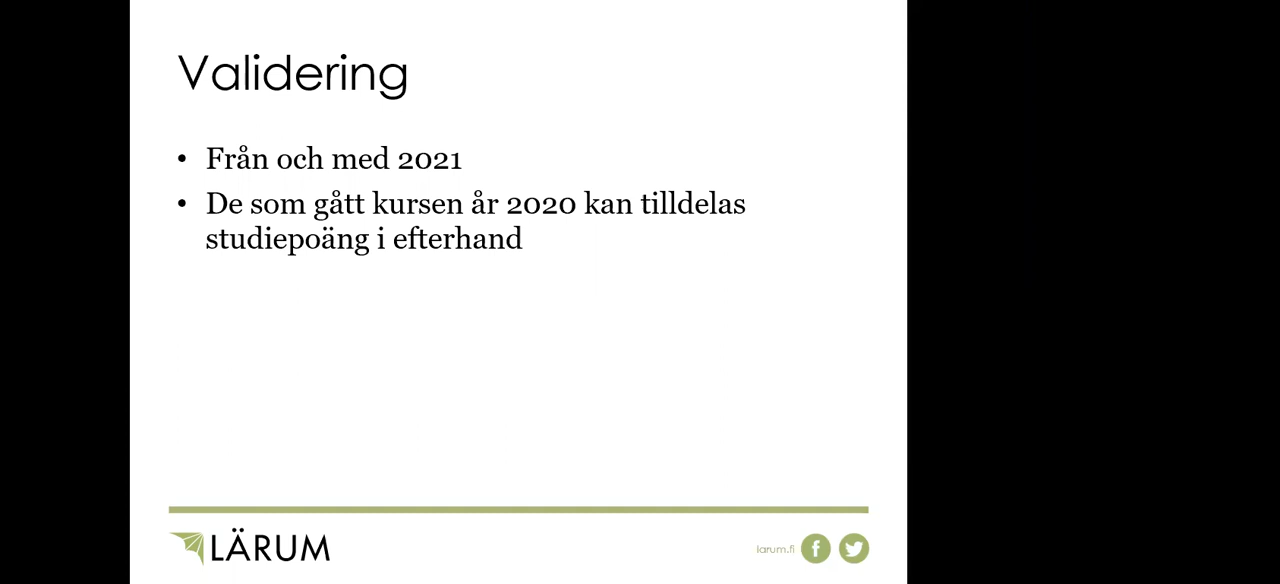 Validering
• Från och med 2021
• De som gått kursen år 2020 kan tilldelas
studiepoäng i efterhand
LÄRUM
larum.fi